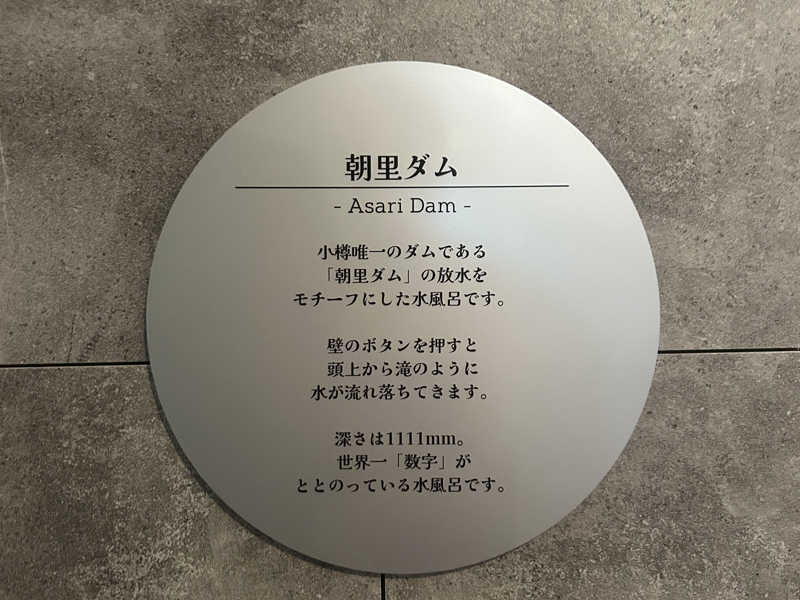 朝里ダム
- Asari Dam -
小樽唯一のダムである
「朝里ダム」の放水を
モチーフにした水風呂です。
壁のボタンを押すと
頭上から滝のように
水が流れ落ちてきます。
深さは1111mm。
世界一「数字」が
ととのっている水風呂です。